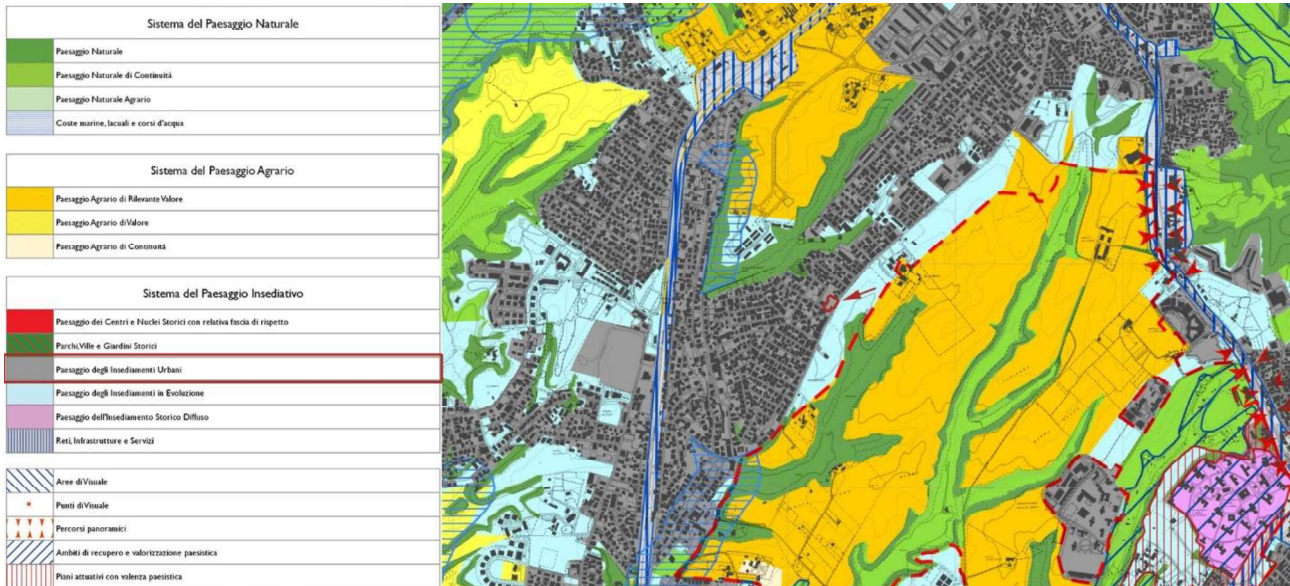 Sistema del Paesaggio Naturale
Paesaggio Naturale
Paesaggio Naturale di Continuità
Paesaggio Naturale Agrario
Coste marine, lacuali e corsi d'acqua
Sistema del Paesaggio Agrario
Paesaggio Agrario di Rilevante Valore
Paesaggio Agrario di Valore
Paesaggio Agrario di Continuità
Sistema del Paesaggio Insediativo
Paesaggio dei Centri e Nuclei Storici con relativa fascia di rispetto
Parchi, Ville e Giardini Storici
Paesaggio degli Insediamenti Urbani
Paesaggio degli Insediamenti in Evoluzione
Paesaggio dell'Insediamento Storico Diffuso
Reti, Infrastrutture e Servizi
Aree di Visuale
Punti di Visuale
Percorsi panoramici
Ambiti di recupero e valorizzazione paesistica
Piani attuativi con valenza paesistica